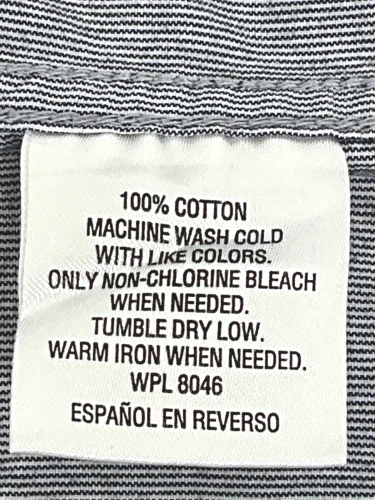 100% COTTON
MACHINE WASH COLD
WITH LIKE COLORS.
ONLY NON-CHLORINE BLEACH
WHEN NEEDED.
TUMBLE DRY LOW.
WARM IRON WHEN NEEDED.
WPL 8046
ESPAÑOL EN REVERSO